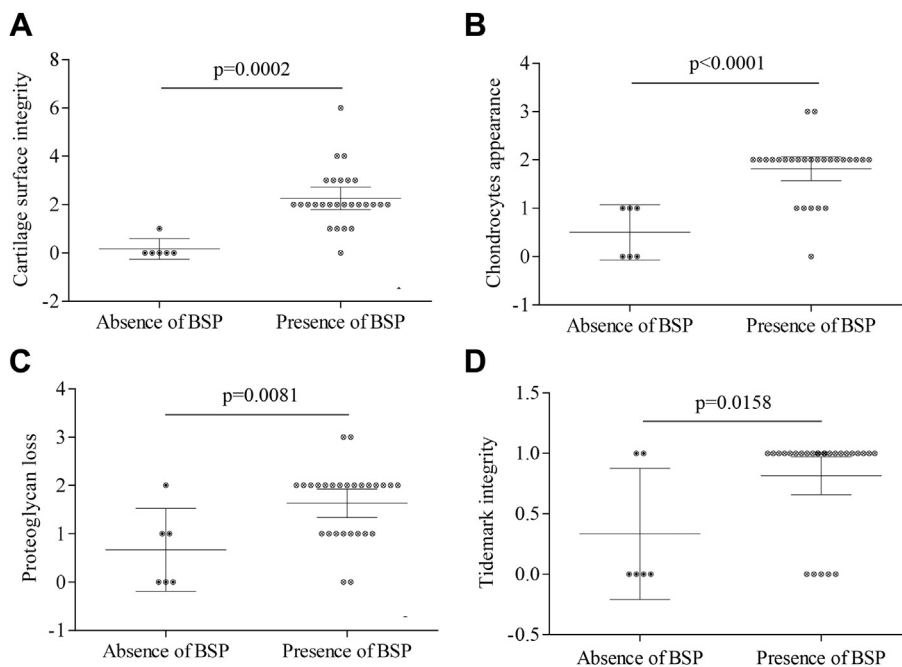 A
Cartilage surface integrity
8
6
4
2
0
-2
p=0.0002
Absence of BSP
Presence of BSP
B
Chondrocytes appearance
4
3
2
1
0
-1
p<0.0001
Absence of BSP
Presence of BSP
C
Proteoglycan loss
4
3
2
1
0
-1
p=0.0081
Absence of BSP
Presence of BSP
D
Tidemark integrity
1.5
1.0
0.5
0.0
-0.5
p=0.0158
Absence of BSP
Presence of BSP